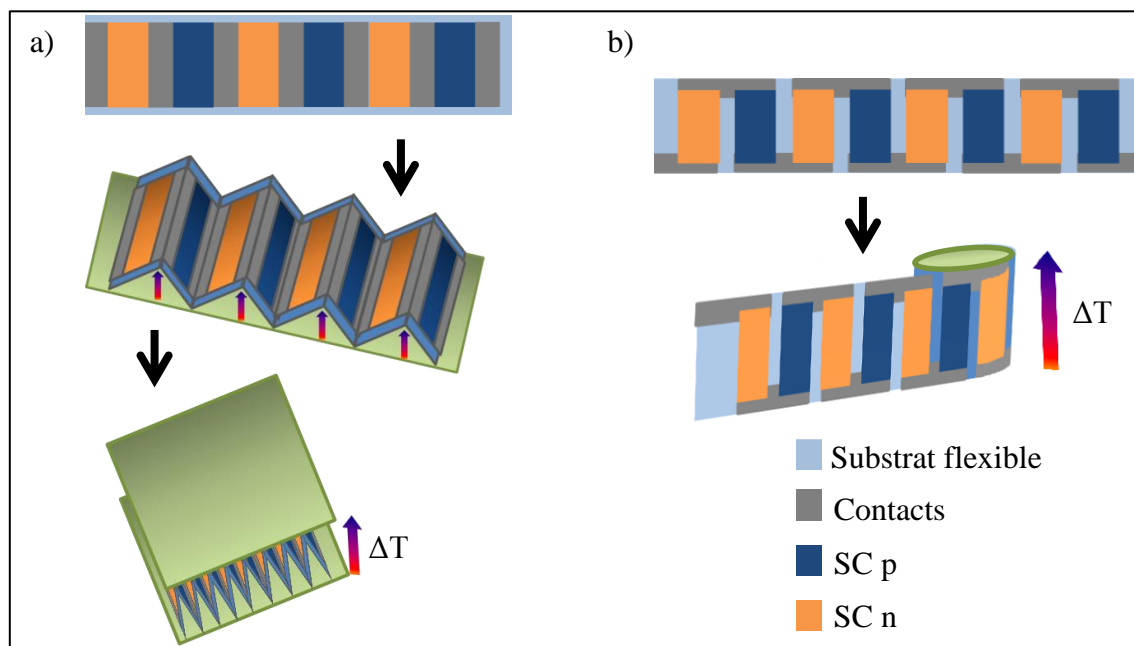 a)
b)
ΔT
ΔT
Substrat flexible
Contacts
SC p
SC n